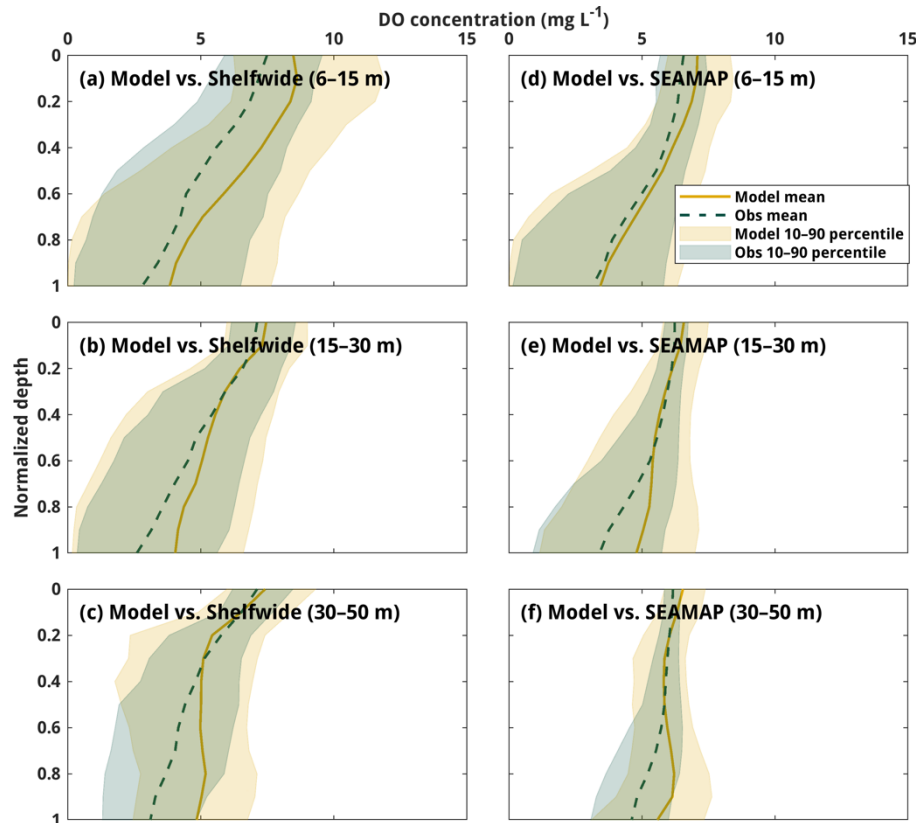 DO concentration (mg L-1)
0 5 10 15
0 5 10 15
(a) Model vs. Shelfwide (6–15 m)
0
0.2
0.4
0.6
0.8
1
(d) Model vs. SEAMAP (6–15 m)
Model mean
Obs mean
Model 10–90 percentile
Obs 10–90 percentile
Normalized depth
(b) Model vs. Shelfwide (15–30 m)
0
0.2
0.4
0.6
0.8
1
(e) Model vs. SEAMAP (15–30 m)
(c) Model vs. Shelfwide (30–50 m)
0
0.2
0.4
0.6
0.8
1
(f) Model vs. SEAMAP (30–50 m)